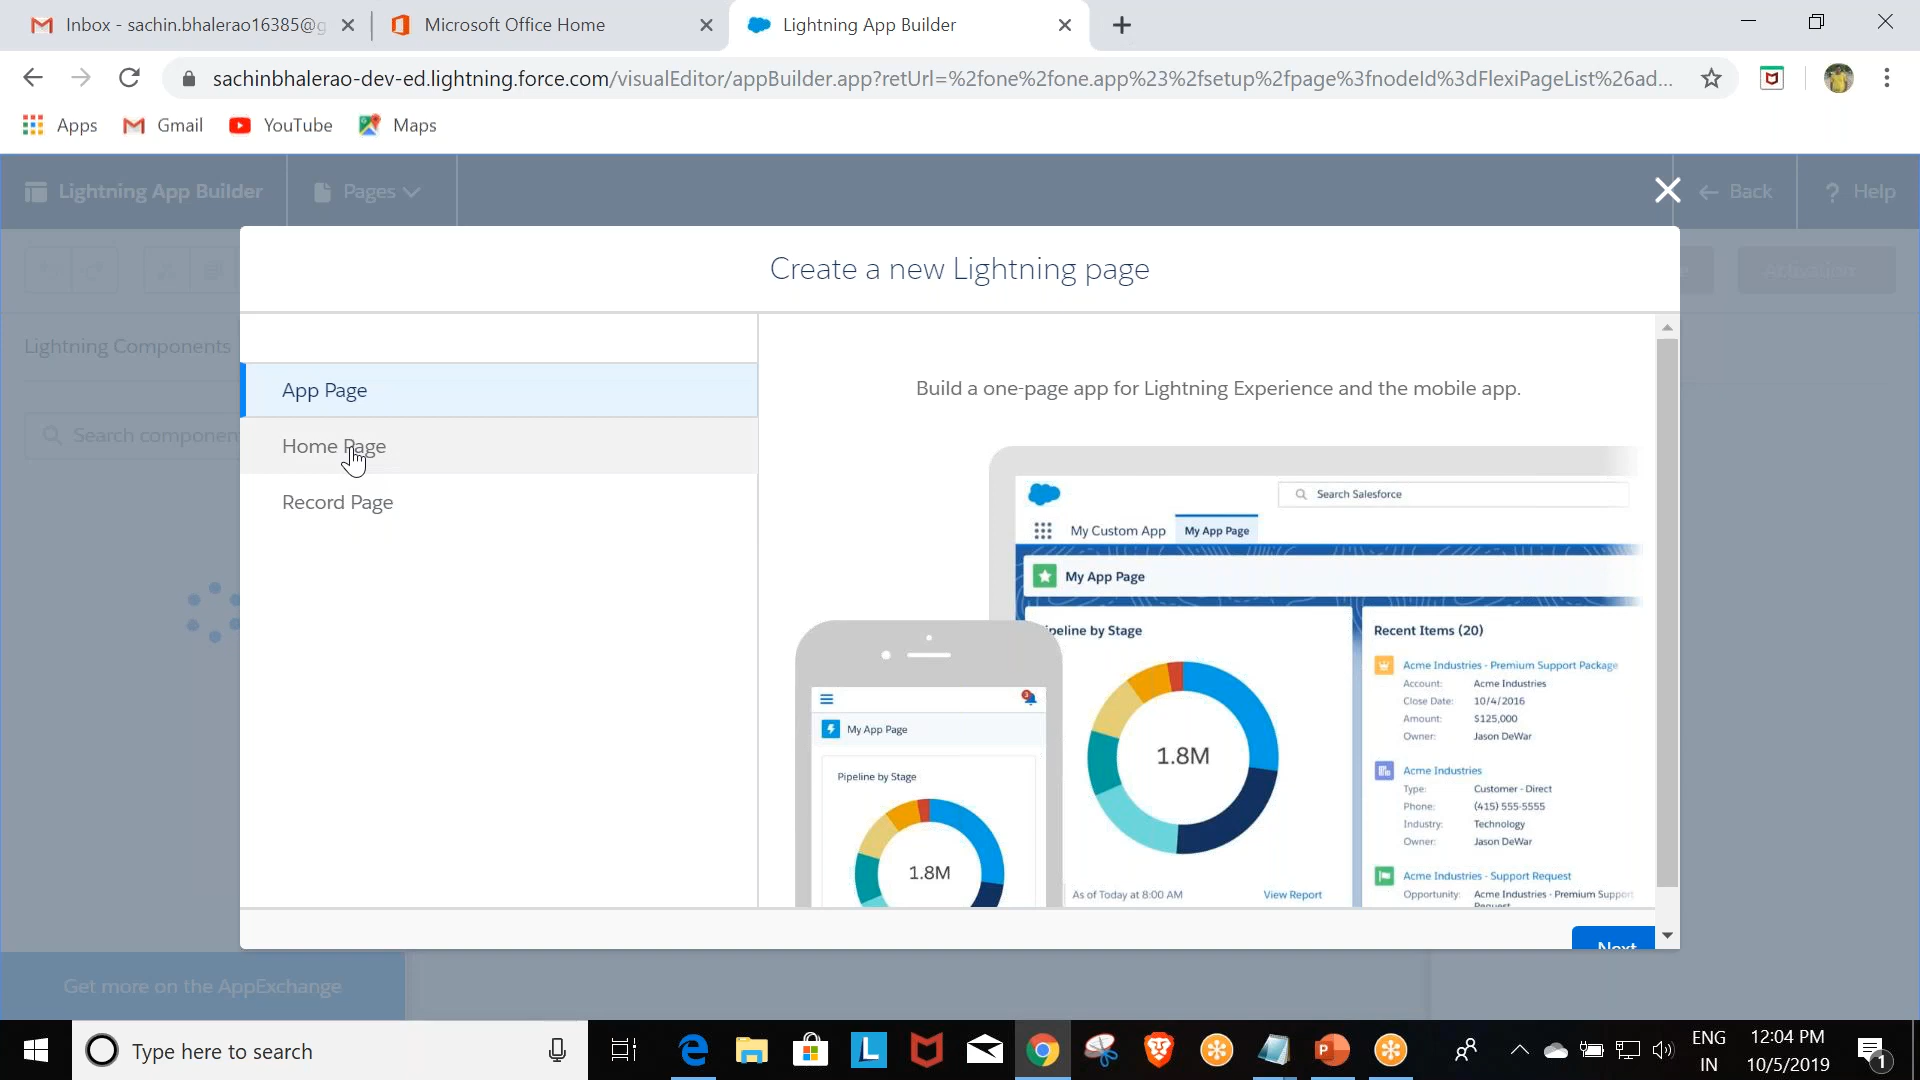 Inbox - sachin.bhalerao16385@g
Microsoft Office Home
Lightning App Builder
sachinbhalerao-dev-ed.lightning.force.com/visualEditor/appBuilder.app?retUrl=%2fone%2fone.app%23%2fsetup%2fpage%3fnodeId%3dFlexiPageList%26ad...
Apps
Gmail
YouTube
Maps
Lightning App Builder
Pages
Back
? Help
Create a new Lightning page
Activation
Lightning Components
Search componen
App Page
Home Page
Record Page
Build a one-page app for Lightning Experience and the mobile app.
Search Salesforce
My Custom App
My App Page
My App Page
Pipeline by Stage
1.8M
As of Today at 8:00 AM
View Report
Recent Items (20)
Acme Industries - Premium Support Package
Account: Acme Industries
Close Date: 10/4/2016
Amount: $125,000
Owner: Jason DeWar
Acme Industries
Type: Customer - Direct
Phone: (415) 555-5555
Industry: Technology
Owner: Jason DeWar
Acme Industries - Support Request
Opportunity: Acme Industries - Premium Support
Request
3
My App Page
Pipeline by Stage
1.8M
Next
Get more on the AppExchange
Type here to search
ENG
IN
12:04 PM
10/5/2019
1